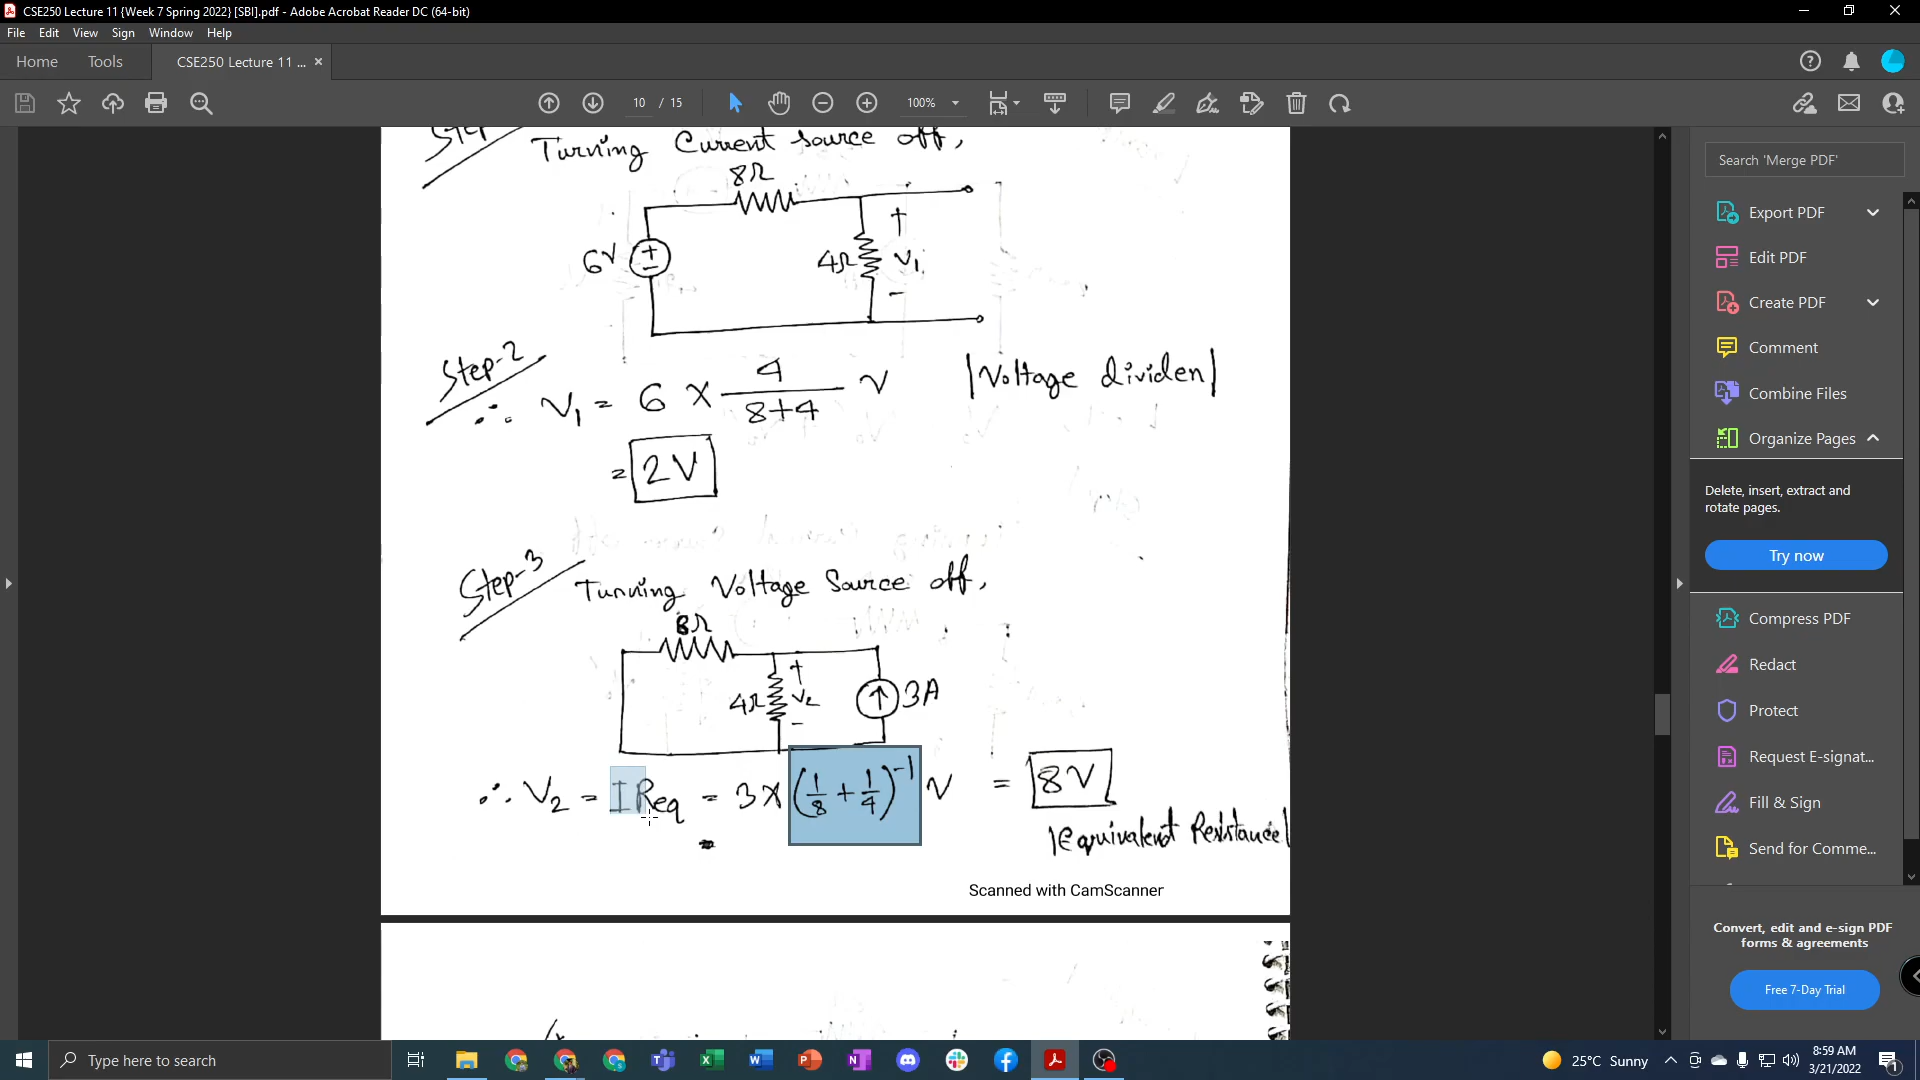 CSE250 Lecture 11 {Week 7 Spring 2022} [SBI].pdf - Adobe Acrobat Reader DC (64-bit)
File Edit View Sign Window Help
Home Tools CSE250 Lecture 11 ... ×
10 / 15 100%
Search 'Merge PDF'
Turning Current source off,
8Ω
6V
4Ω
+
V₁
-
Step-2
∴ V₁ = 6 × 4/(8+4) V |Voltage dividen|
= 2V
Step-3 Turning Voltage Source off,
8Ω
4Ω
+
V₂
-
3A
∴ V₂ = IReq = 3 × (1/8 + 1/4)⁻¹ V = 8V
|Equivalent Resistance|
Scanned with CamScanner
Export PDF
Edit PDF
Create PDF
Comment
Combine Files
Organize Pages
Delete, insert, extract and
rotate pages.
Try now
Compress PDF
Redact
Protect
Request E-signat...
Fill & Sign
Send for Comme...
Convert, edit and e-sign PDF
forms & agreements
Free 7-Day Trial
Type here to search
25°C Sunny
8:59 AM
3/21/2022
1